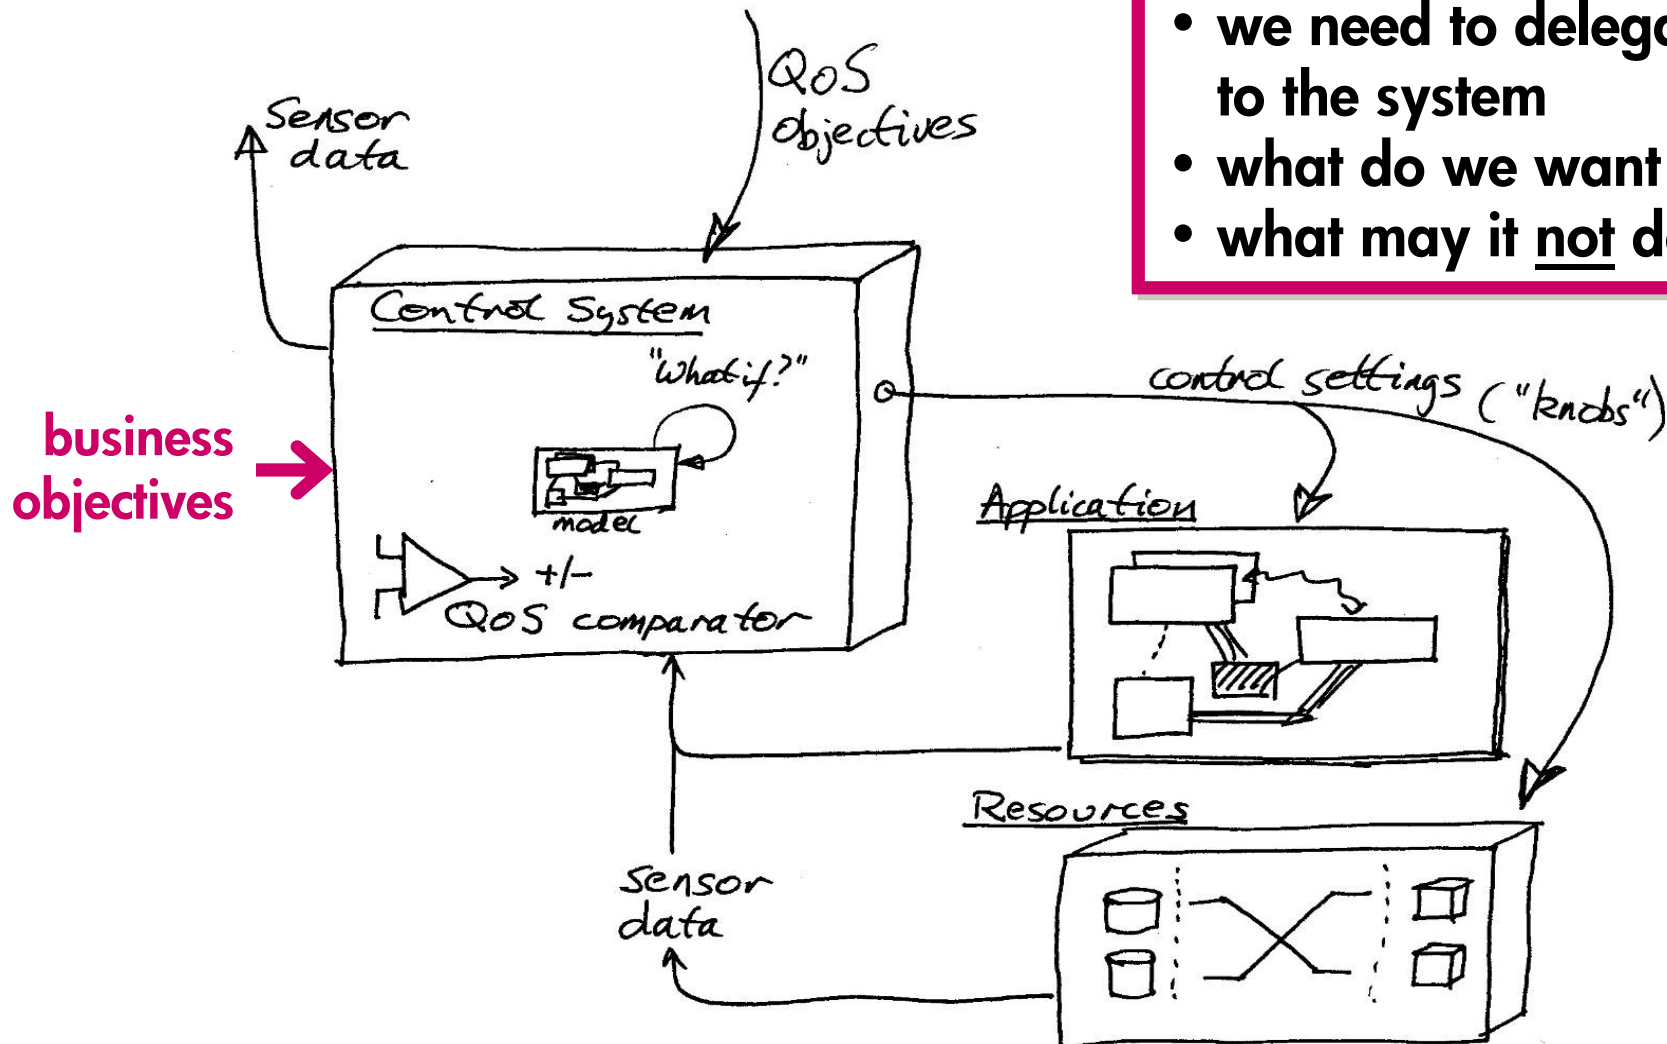 • we need to delega
to the system
• what do we want
• what may it not d
QoS
objectives
Sensor
data
Control System
"What if?"
model
+/-
QoS comparator
business
objectives
control settings ("knobs")
Application
Resources
sensor
data